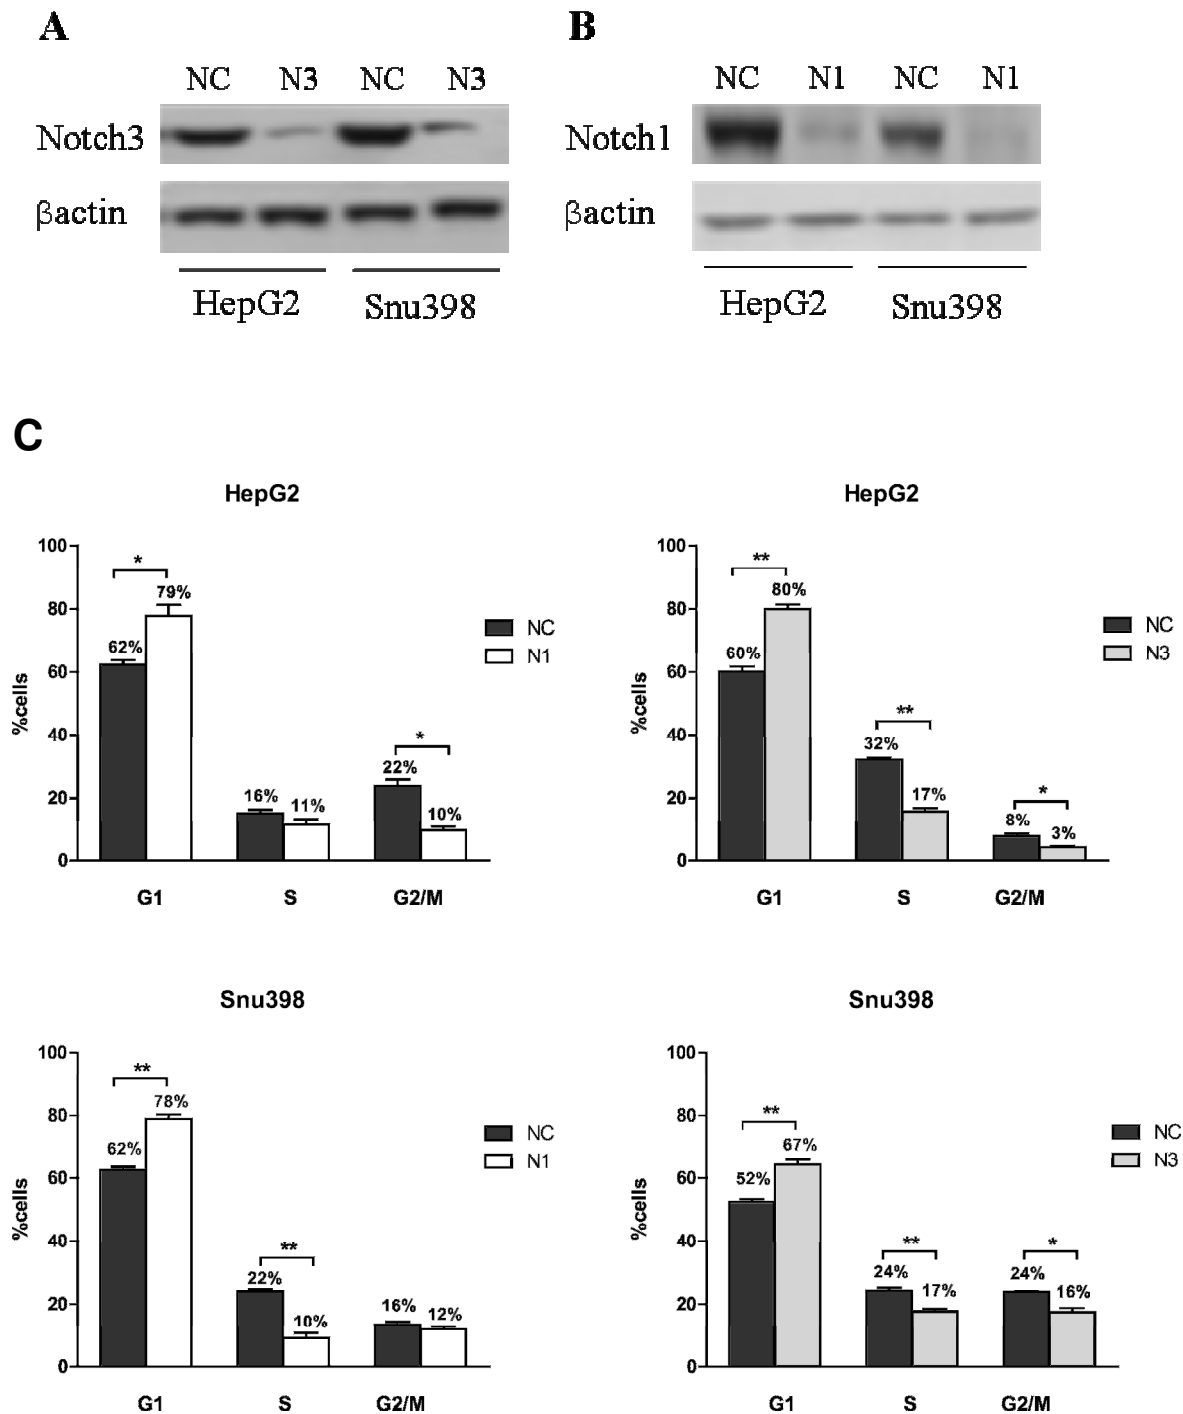 A
B
NC N3 NC N3
NC N1 NC N1
Notch3
Notch1
βactin
βactin
HepG2 Snu398
HepG2 Snu398
C
HepG2
%cells
100
80
60
40
20
0
*
62%
79%
16%
11%
*
22%
10%
G1 S G2/M
NC
N1
HepG2
%cells
100
80
60
40
20
0
**
60%
80%
**
32%
17%
*
8%
3%
G1 S G2/M
NC
N3
Snu398
%cells
100
80
60
40
20
0
**
62%
78%
**
22%
10%
16%
12%
G1 S G2/M
NC
N1
Snu398
%cells
100
80
60
40
20
0
**
52%
67%
**
24%
17%
*
24%
16%
G1 S G2/M
NC
N3